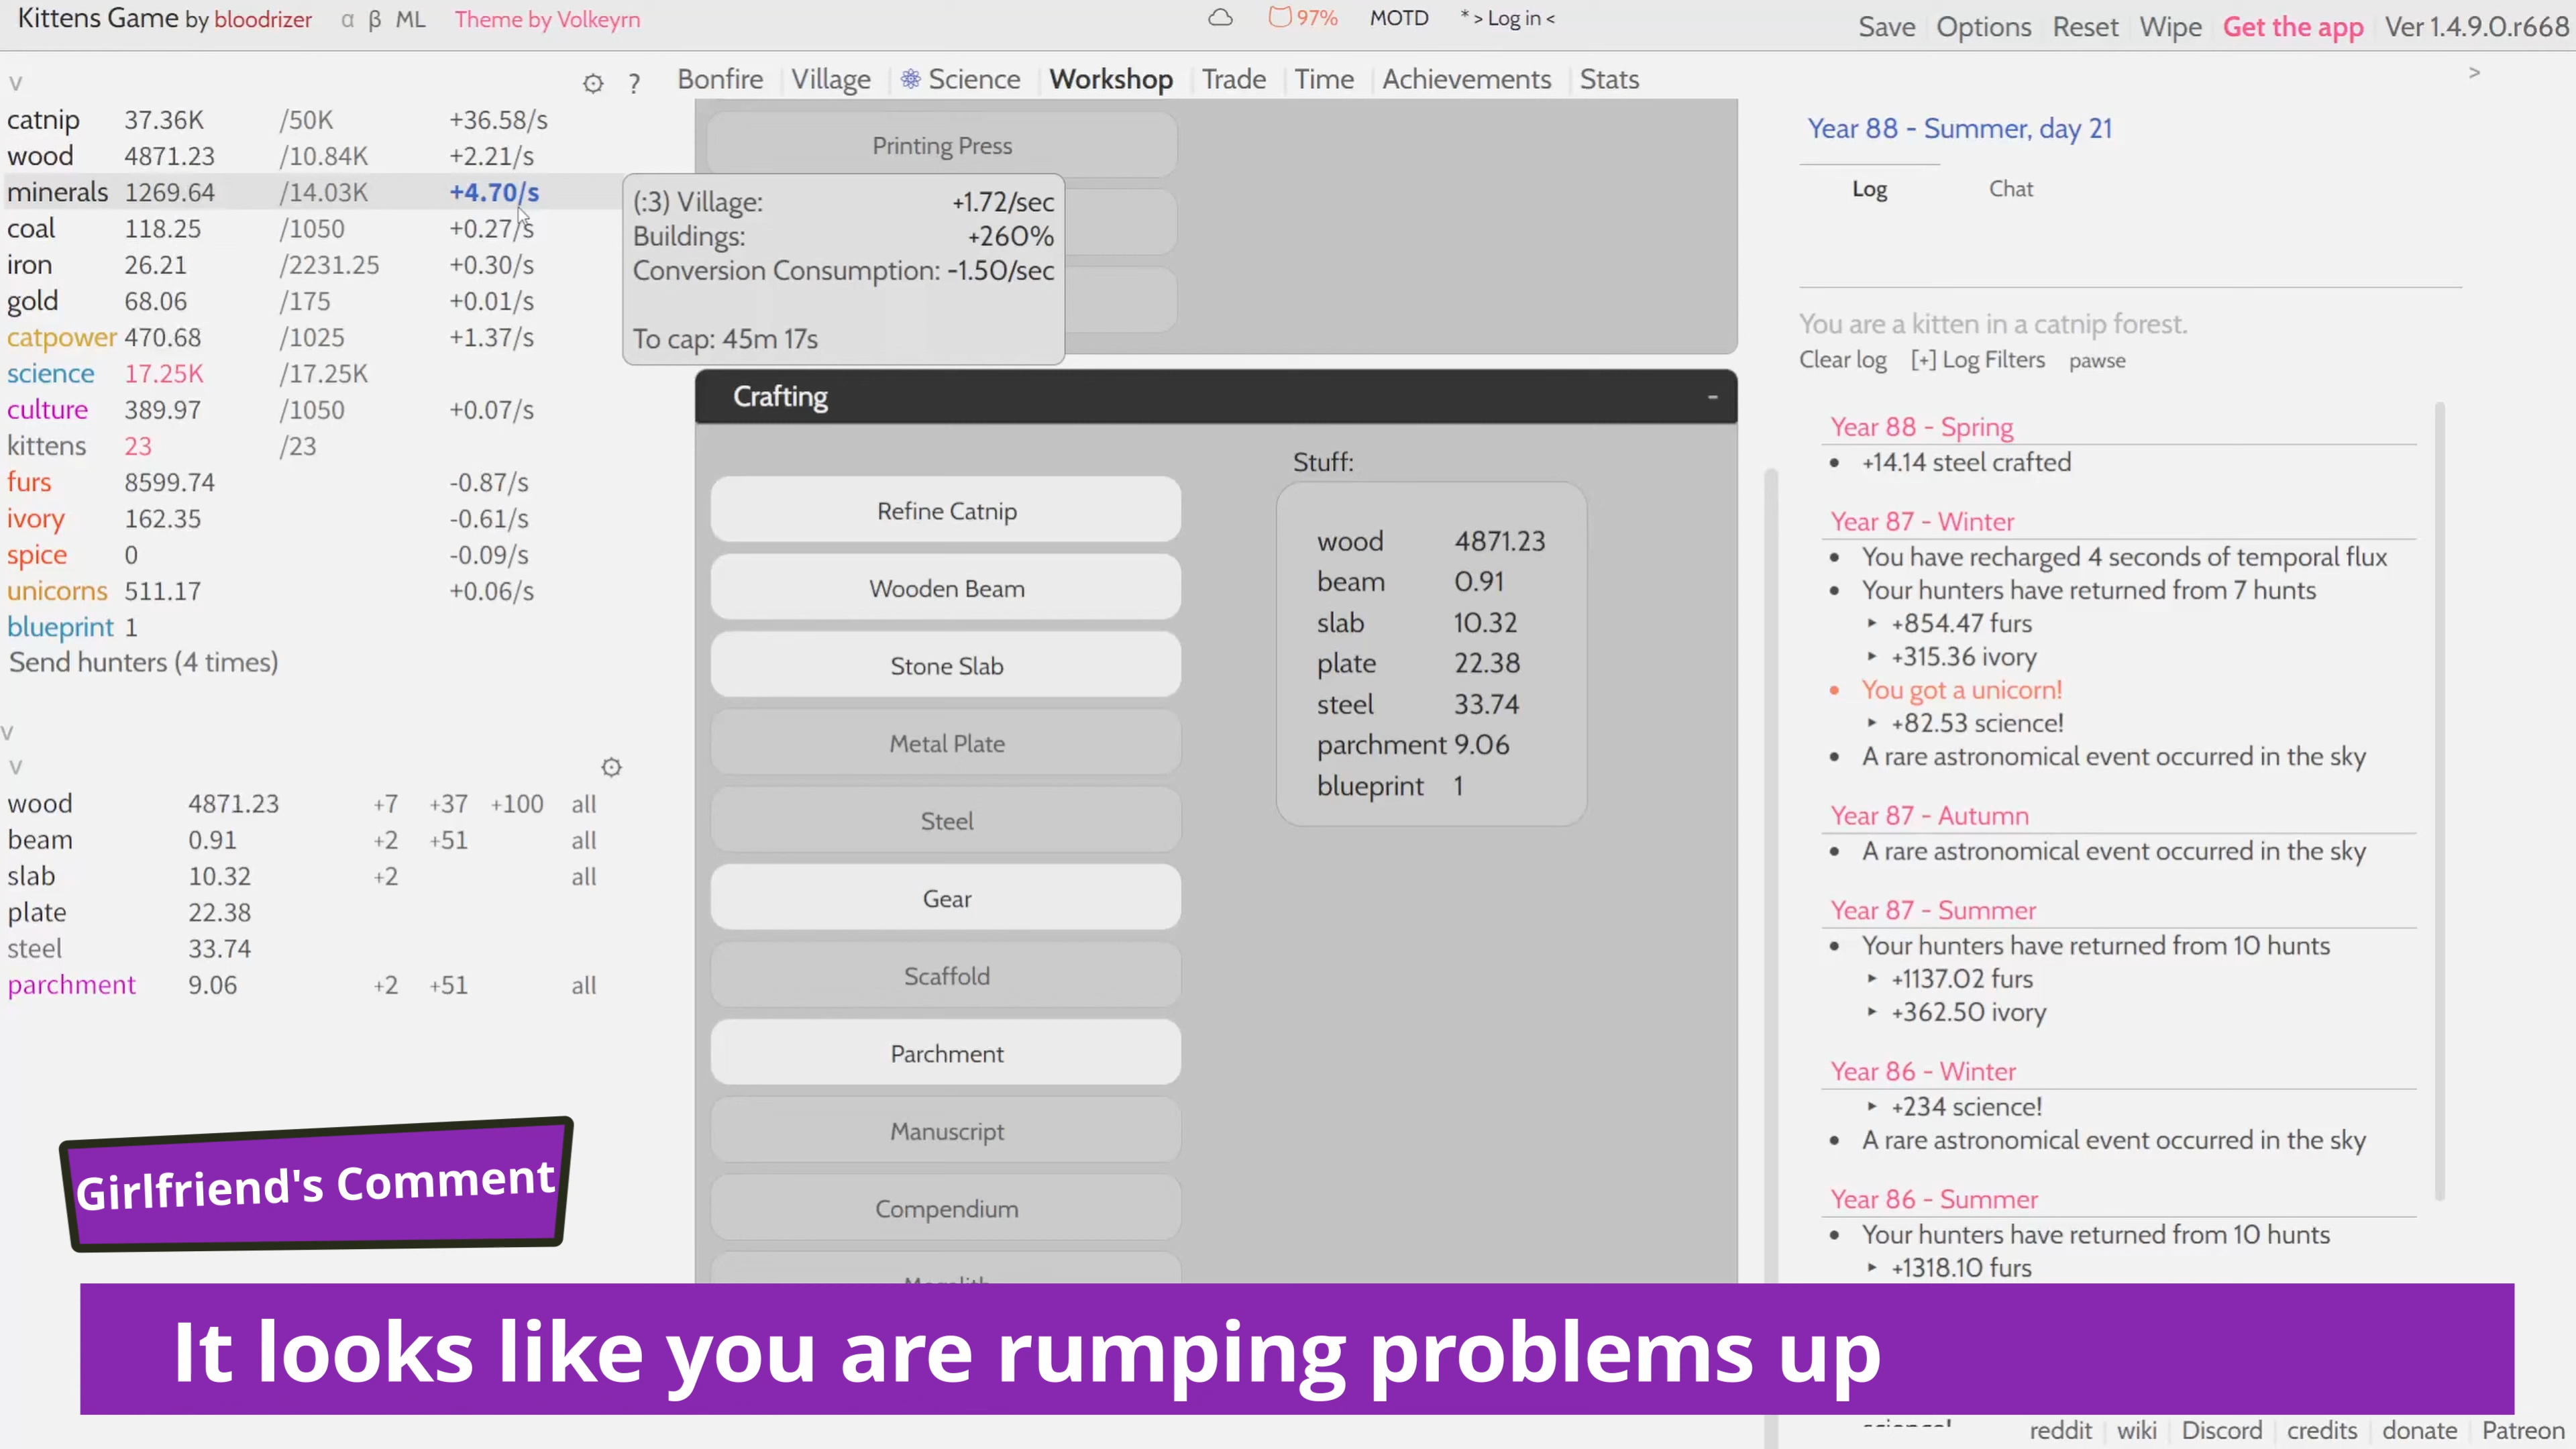 Kittens Game by bloodrizer α β ML Theme by Volkeyrn
97% MOTD * > Log in <
Save Options Reset Wipe Get the app Ver 1.4.9.0.r668
v
?
catnip 37.36K /50K +36.58/s
wood 4871.23 /10.84K +2.21/s
minerals 1269.64 /14.03K +4.70/s
coal 118.25 /1050 +0.27/s
iron 26.21 /2231.25 +0.30/s
gold 68.06 /175 +0.01/s
catpower 470.68 /1025 +1.37/s
science 17.25K /17.25K
culture 389.97 /1050 +0.07/s
kittens 23 /23
furs 8599.74 -0.87/s
ivory 162.35 -0.61/s
spice 0 -0.09/s
unicorns 511.17 +0.06/s
blueprint 1
Send hunters (4 times)
v
v
wood 4871.23 +7 +37 +100 all
beam 0.91 +2 +51 all
slab 10.32 +2 all
plate 22.38
steel 33.74
parchment 9.06 +2 +51 all
Bonfire Village Science Workshop Trade Time Achievements Stats
Printing Press
(:3) Village: +1.72/sec
Buildings: +260%
Conversion Consumption: -1.50/sec
To cap: 45m 17s
Crafting -
Refine Catnip
Wooden Beam
Stone Slab
Metal Plate
Steel
Gear
Scaffold
Parchment
Manuscript
Compendium
Stuff:
wood 4871.23
beam 0.91
slab 10.32
plate 22.38
steel 33.74
parchment 9.06
blueprint 1
>
Year 88 - Summer, day 21
Log Chat
You are a kitten in a catnip forest.
Clear log [+] Log Filters pawse
Year 88 - Spring
• +14.14 steel crafted
Year 87 - Winter
• You have recharged 4 seconds of temporal flux
• Your hunters have returned from 7 hunts
‣ +854.47 furs
‣ +315.36 ivory
• You got a unicorn!
‣ +82.53 science!
• A rare astronomical event occurred in the sky
Year 87 - Autumn
• A rare astronomical event occurred in the sky
Year 87 - Summer
• Your hunters have returned from 10 hunts
‣ +1137.02 furs
‣ +362.50 ivory
Year 86 - Winter
‣ +234 science!
• A rare astronomical event occurred in the sky
Year 86 - Summer
• Your hunters have returned from 10 hunts
‣ +1318.10 furs
Girlfriend's Comment
It looks like you are rumping problems up
reddit wiki Discord credits donate Patreon